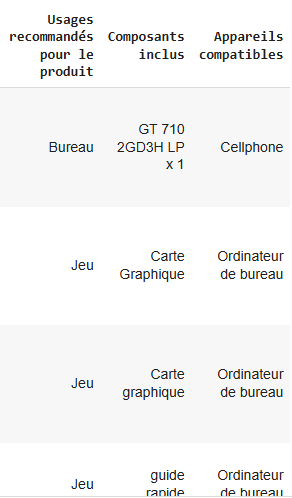 Usages recommandés pour le produit Composants inclus Appareils compatibles
Bureau GT 710 2GD3H LP x 1 Cellphone
Jeu Carte Graphique Ordinateur de bureau
Jeu Carte graphique Ordinateur de bureau
Jeu guide rapide Ordinateur de bureau